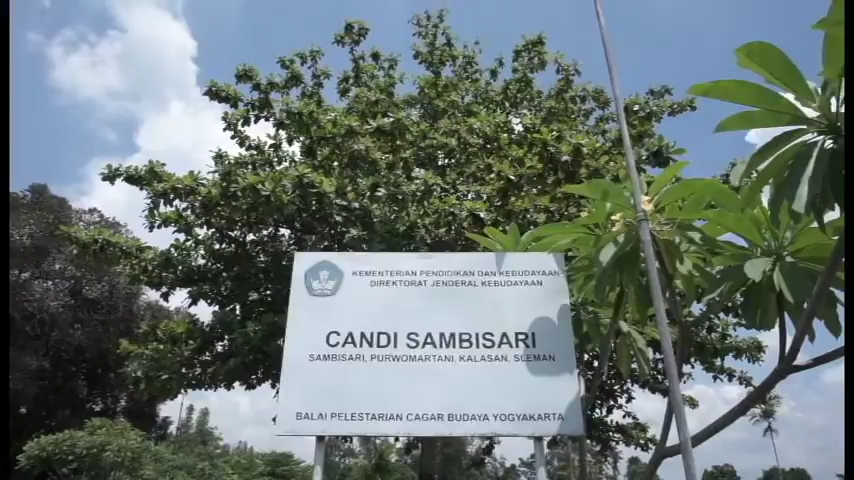 KEMENTERIAN PENDIDIKAN DAN KEBUDAYAAN
DIREKTORAT JENDERAL KEBUDAYAAN
CANDI SAMBISARI
SAMBISARI, PURWOMARTANI, KALASAN, SLEMAN
BALAI PELESTARIAN CAGAR BUDAYA YOGYAKARTA